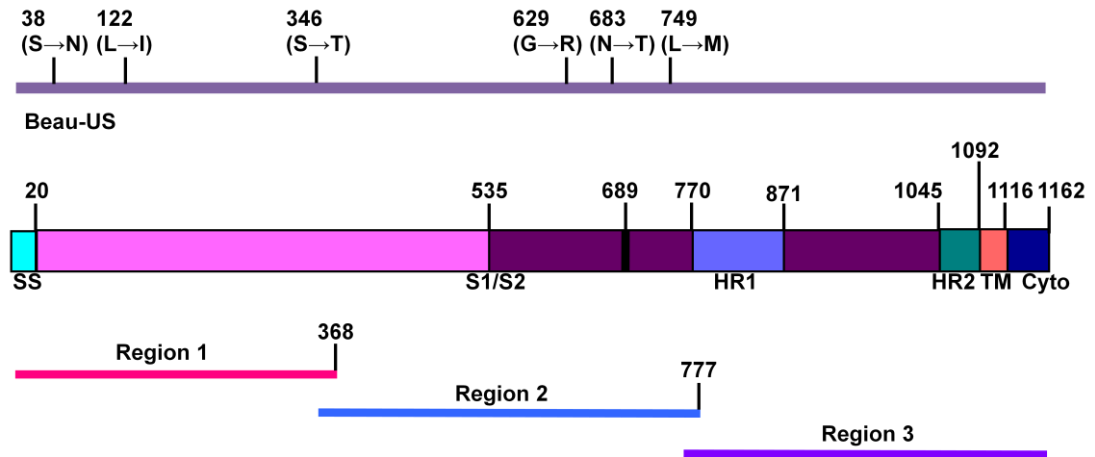 38 122 346 629 683 749
(S→N) (L→I) (S→T) (G→R) (N→T) (L→M)
Beau-US
1092
20 535 689 770 871 1045 1116 1162
SS S1/S2 HR1 HR2 TM Cyto
368
Region 1
777
Region 2
Region 3